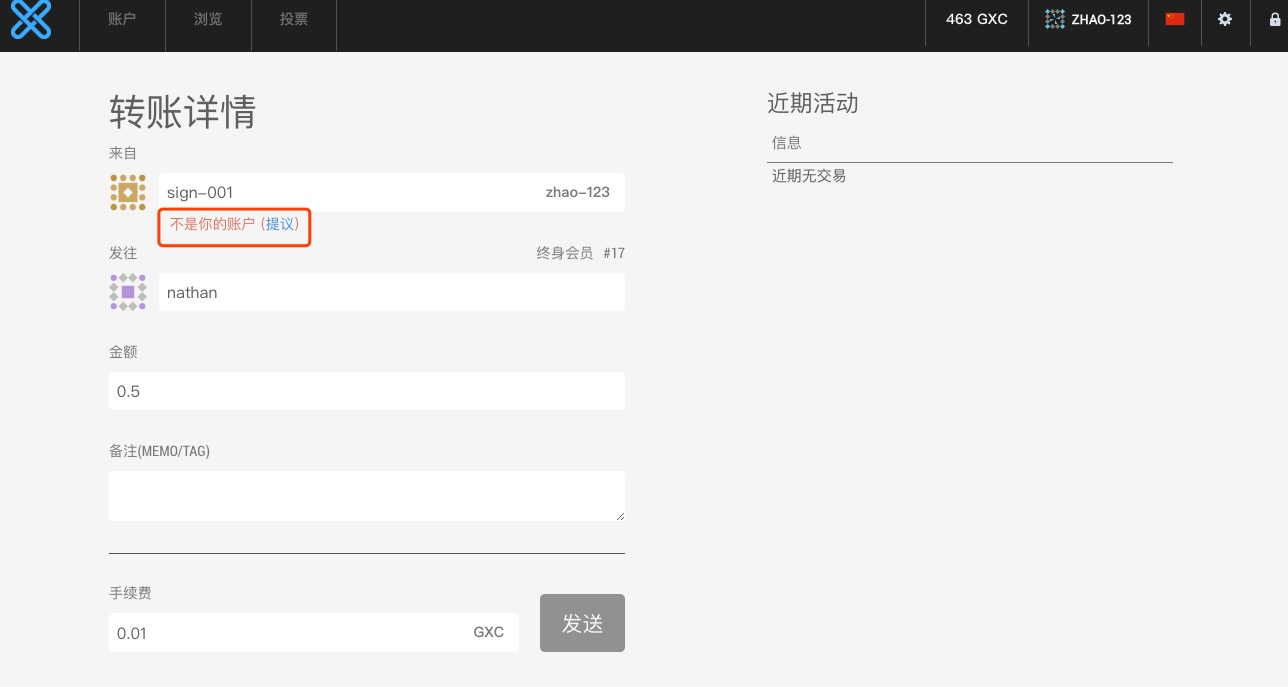 账户 浏览 投票 463 GXC ZHAO-123
转账详情
来自
sign-001 zhao-123
不是你的账户 (提议)
发往 终身会员 #17
nathan
金额
0.5
备注(MEMO/TAG)
手续费
0.01 GXC
发送
近期活动
信息
近期无交易